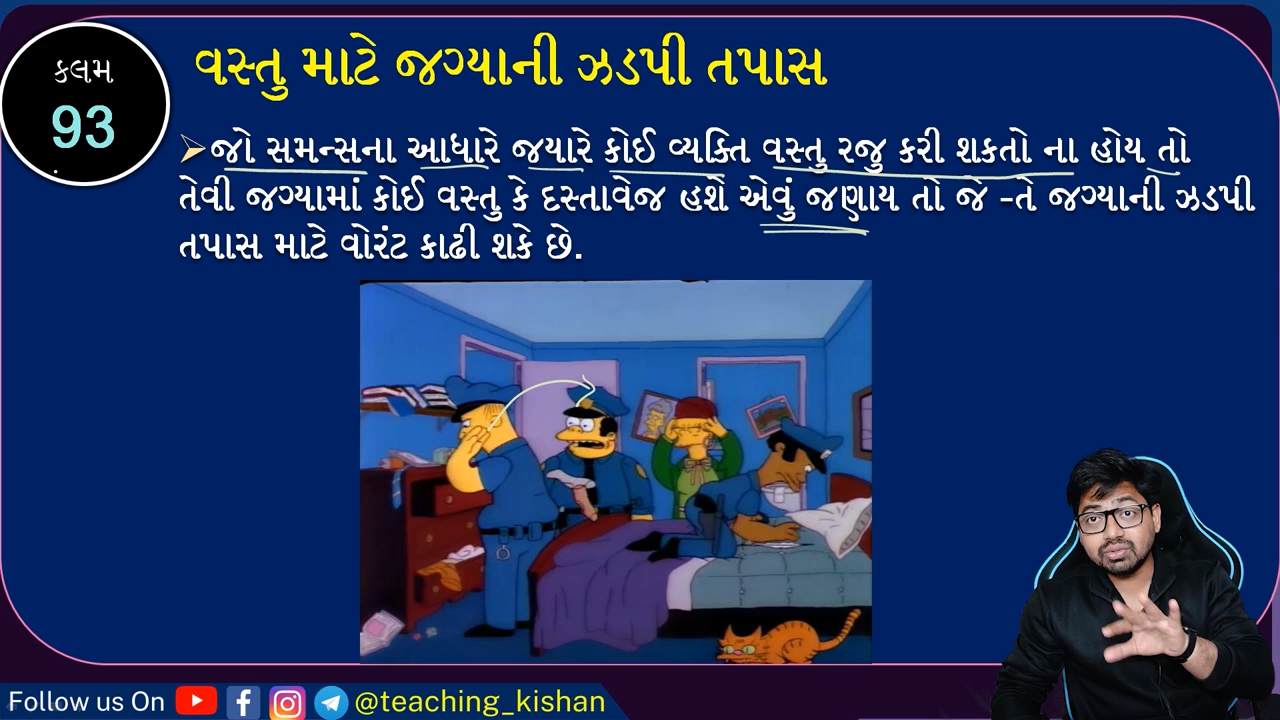 કલમ
93
વસ્તુ માટે જગ્યાની ઝડપી તપાસ
જો સમન્સના આધારે જયારે કોઈ વ્યક્તિ વસ્તુ રજુ કરી શકતો ના હોય તો
તેવી જગ્યામાં કોઈ વસ્તુ કે દસ્તાવેજ હશે એવું જણાય તો જે -તે જગ્યાની ઝડપી
તપાસ માટે વોરંટ કાઢી શકે છે.
Follow us On @teaching_kishan